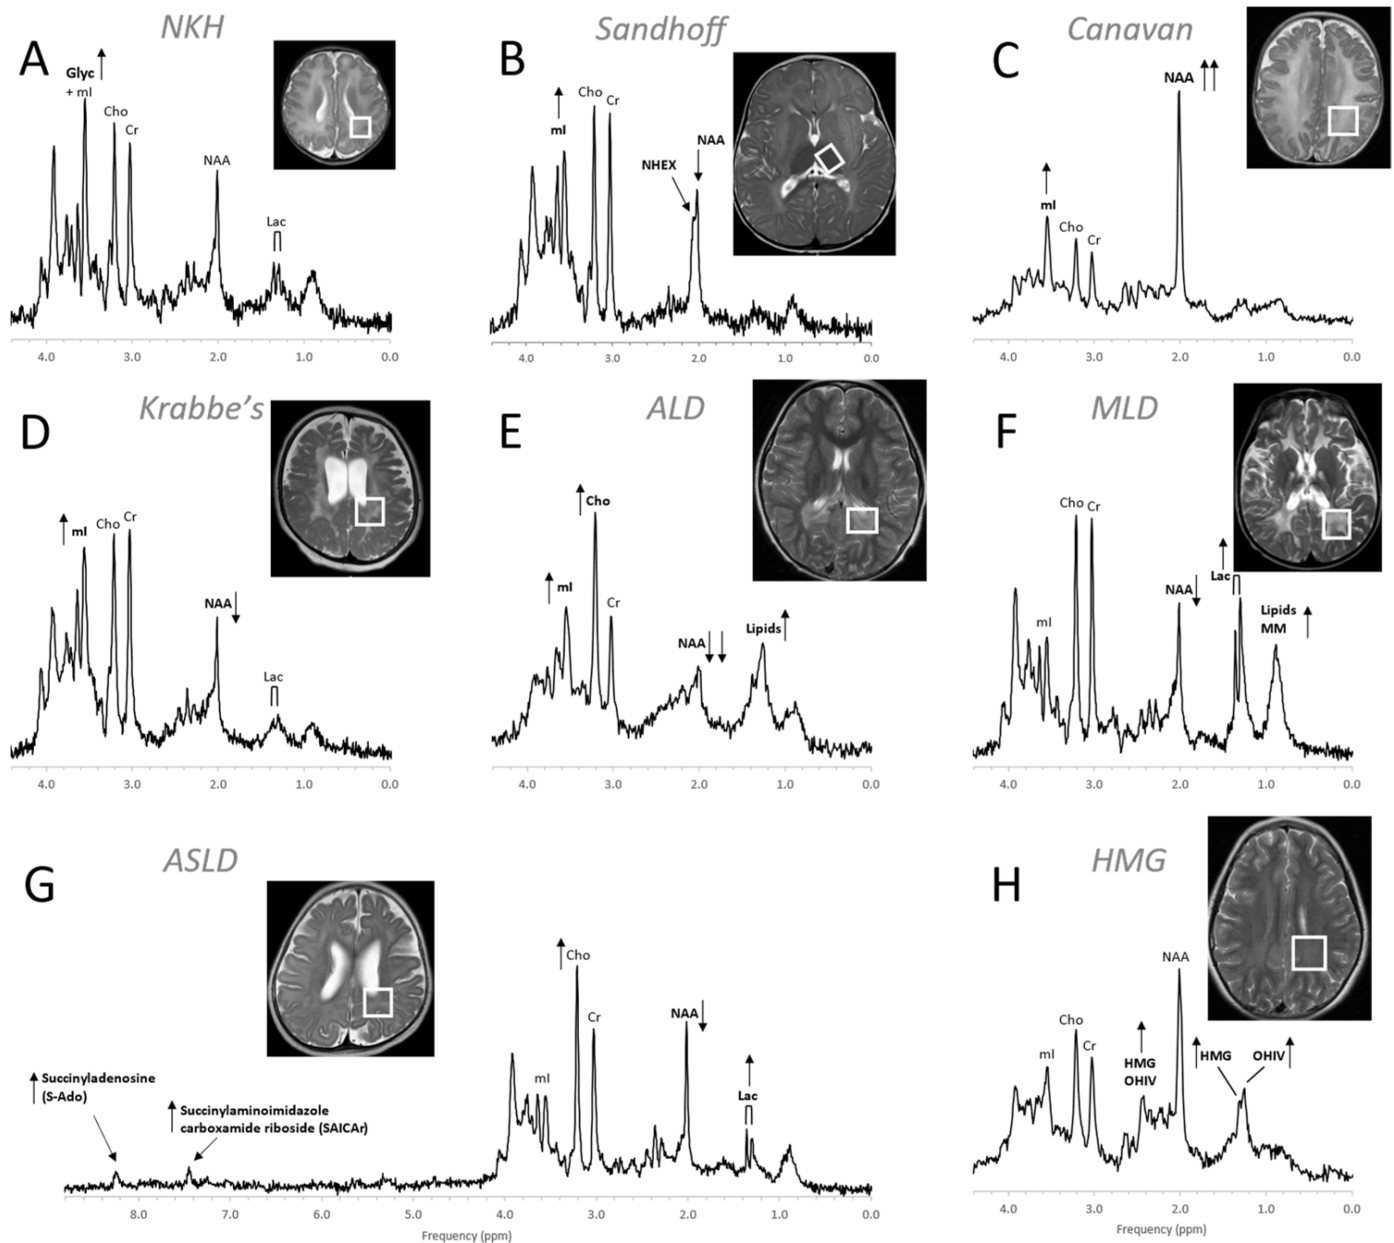 NKH
A
Glyc
+ mI
Cho
Cr
NAA
Lac
4.0 3.0 2.0 1.0 0.0
Sandhoff
B
mI
Cho
Cr
NHEX
NAA
4.0 3.0 2.0 1.0 0.0
Canavan
C
NAA
mI
Cho
Cr
4.0 3.0 2.0 1.0 0.0
Krabbe's
D
mI
Cho
Cr
NAA
Lac
4.0 3.0 2.0 1.0 0.0
ALD
E
Cho
mI
Cr
NAA
Lipids
4.0 3.0 2.0 1.0 0.0
MLD
F
Cho
Cr
mI
NAA
Lac
Lipids
MM
4.0 3.0 2.0 1.0 0.0
ASLD
G
Cho
Cr
mI
NAA
Lac
Succinyladenosine
(S-Ado)
Succinylaminoimidazole
carboxamide riboside (SAICAr)
8.0 7.0 6.0 5.0 4.0 3.0 2.0 1.0 0.0
Frequency (ppm)
HMG
H
NAA
Cho
Cr
mI
HMG
OHIV
HMG
OHIV
4.0 3.0 2.0 1.0 0.0
Frequency (ppm)